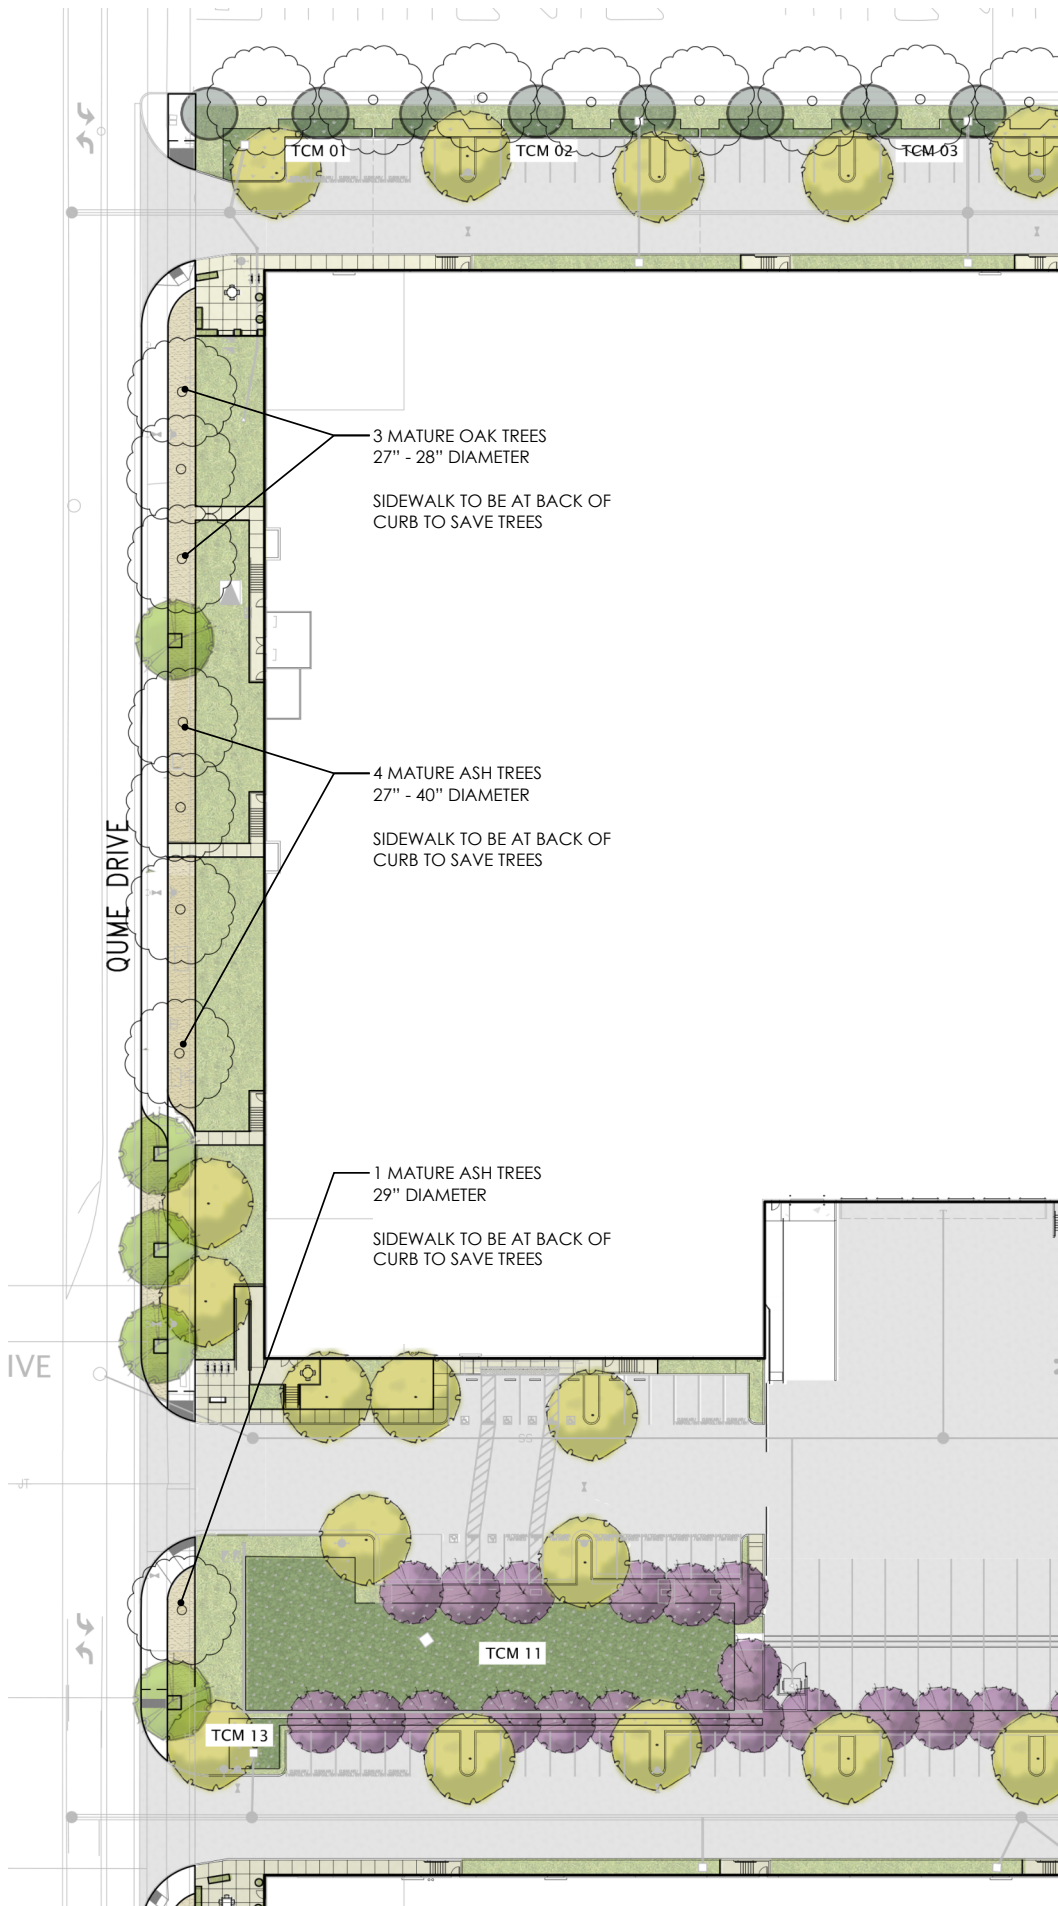 TCM 01
TCM 02
TCM 03
3 MATURE OAK TREES
27” - 28” DIAMETER
SIDEWALK TO BE AT BACK OF
CURB TO SAVE TREES
4 MATURE ASH TREES
27” - 40” DIAMETER
SIDEWALK TO BE AT BACK OF
CURB TO SAVE TREES
QUME DRIVE
1 MATURE ASH TREES
29” DIAMETER
SIDEWALK TO BE AT BACK OF
CURB TO SAVE TREES
IVE
SS
JT
TCM 11
TCM 13